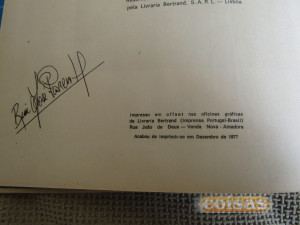 pela Livraria Bertrand, S. A. R. L. — Lisboa
Impresso em offset nas oficinas gráficas
da Livraria Bertrand (Imprensa Portugal-Brasil)
Rua João de Deus — Venda Nova - Amadora
Acabou de imprimir-se em Dezembro de 1977
coisas